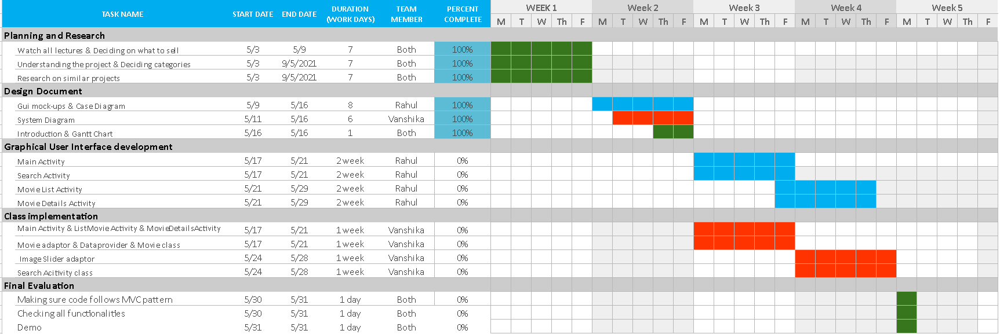 TASK NAME START DATE END DATE DURATION (WORK DAYS) TEAM MEMBER PERCENT COMPLETE WEEK 1 Week 2 Week 3 Week 4 Week 5
M T W Th F M T W Th F M T W Th F M T W Th F M T W Th F
Planning and Research
Watch all lectures & Deciding on what to sell 5/3 5/9 7 Both 100%
Understanding the project & Deciding categories 5/3 9/5/2021 7 Both 100%
Research on similar projects 5/3 9/5/2021 7 Both 100%
Design Document
Gui mock-ups & Case Diagram 5/9 5/16 8 Rahul 100%
System Diagram 5/11 5/16 6 Vanshika 100%
Introduction & Gantt Chart 5/16 5/16 1 Both 100%
Graphical User Interface development
Main Activity 5/17 5/21 2 week Rahul 0%
Search Activity 5/17 5/21 2 week Rahul 0%
Movie List Activity 5/21 5/29 2 week Rahul 0%
Movie Details Activity 5/21 5/29 2 week Rahul 0%
Class implementation
Main Activity & ListMovie Activity & MovieDetailsActivity 5/17 5/21 1 week Vanshika 0%
Movie adaptor & Dataprovider & Movie class 5/17 5/21 1 week Vanshika 0%
Image Slider adaptor 5/24 5/28 1 week Vanshika 0%
Search Acitivity class 5/24 5/28 1 week Vanshika 0%
Final Evaluation
Making sure code follows MVC pattern 5/30 5/31 1 day Both 0%
Checking all functionalities 5/30 5/31 1 day Both 0%
Demo 5/31 5/31 1 day Both 0%